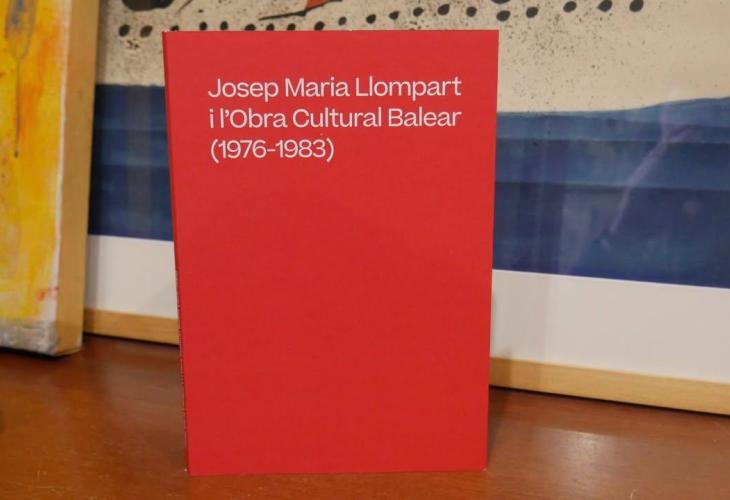 Josep Maria Llompart
i l'Obra Cultural Balear
(1976-1983)